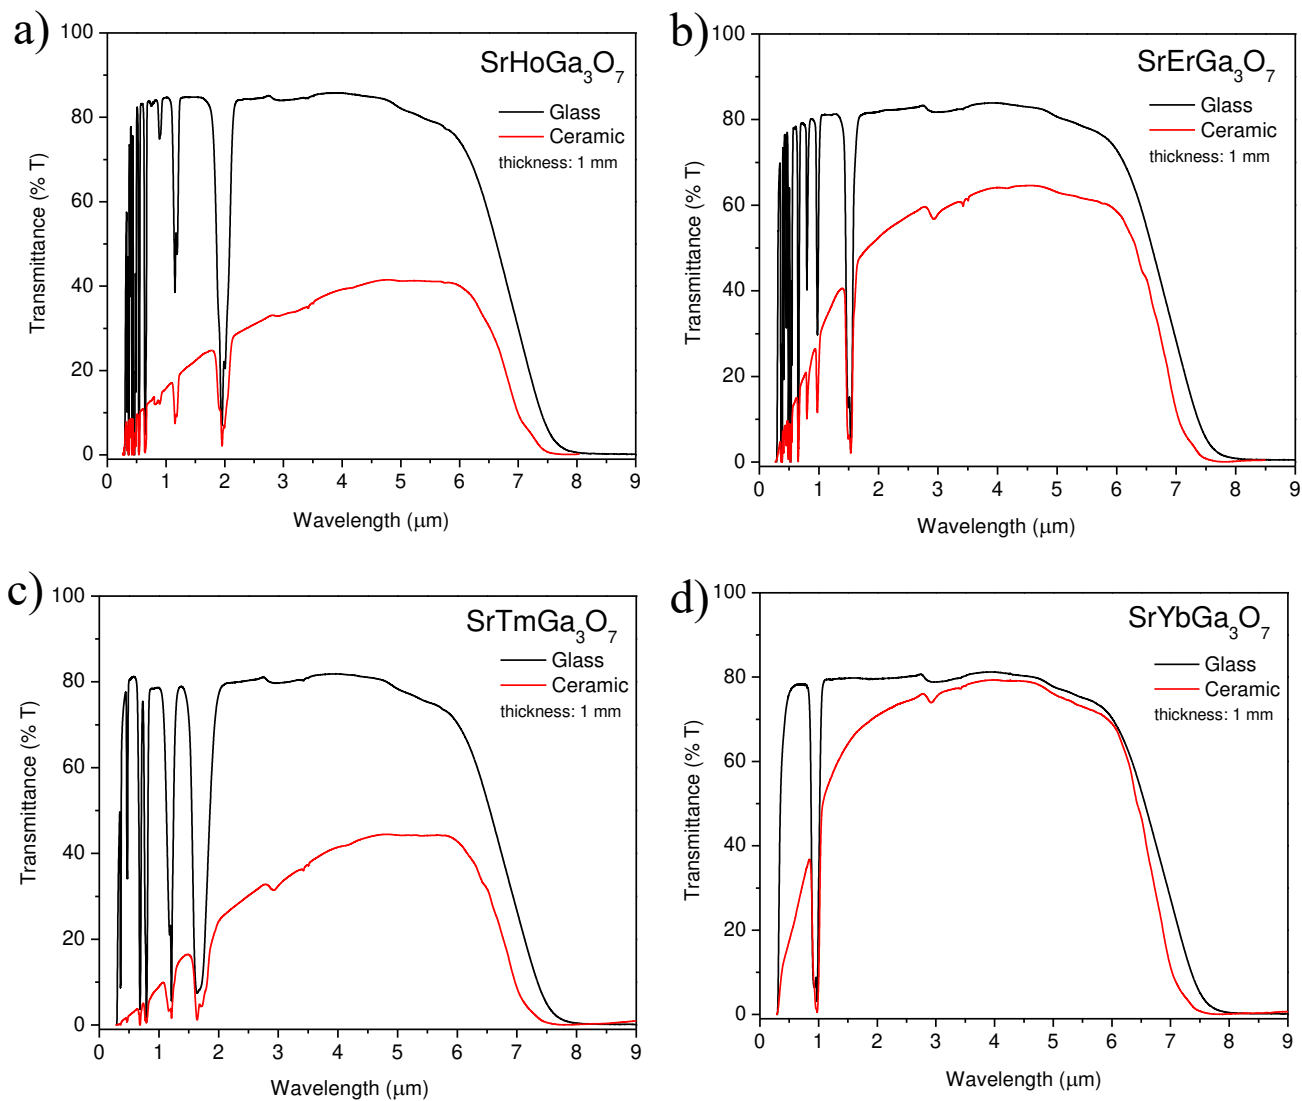 a)
SrHoGa₃O₇
Glass
Ceramic
thickness: 1 mm
Transmittance (% T)
100
80
60
40
20
0
0 1 2 3 4 5 6 7 8 9
Wavelength (μm)
b)
SrErGa₃O₇
Glass
Ceramic
thickness: 1 mm
Transmittance (% T)
100
80
60
40
20
0
0 1 2 3 4 5 6 7 8 9
Wavelength (μm)
c)
SrTmGa₃O₇
Glass
Ceramic
thickness: 1 mm
Transmittance (% T)
100
80
60
40
20
0
0 1 2 3 4 5 6 7 8 9
Wavelength (μm)
d)
SrYbGa₃O₇
Glass
Ceramic
thickness: 1 mm
Transmittance (% T)
100
80
60
40
20
0
0 1 2 3 4 5 6 7 8 9
Wavelength (μm)